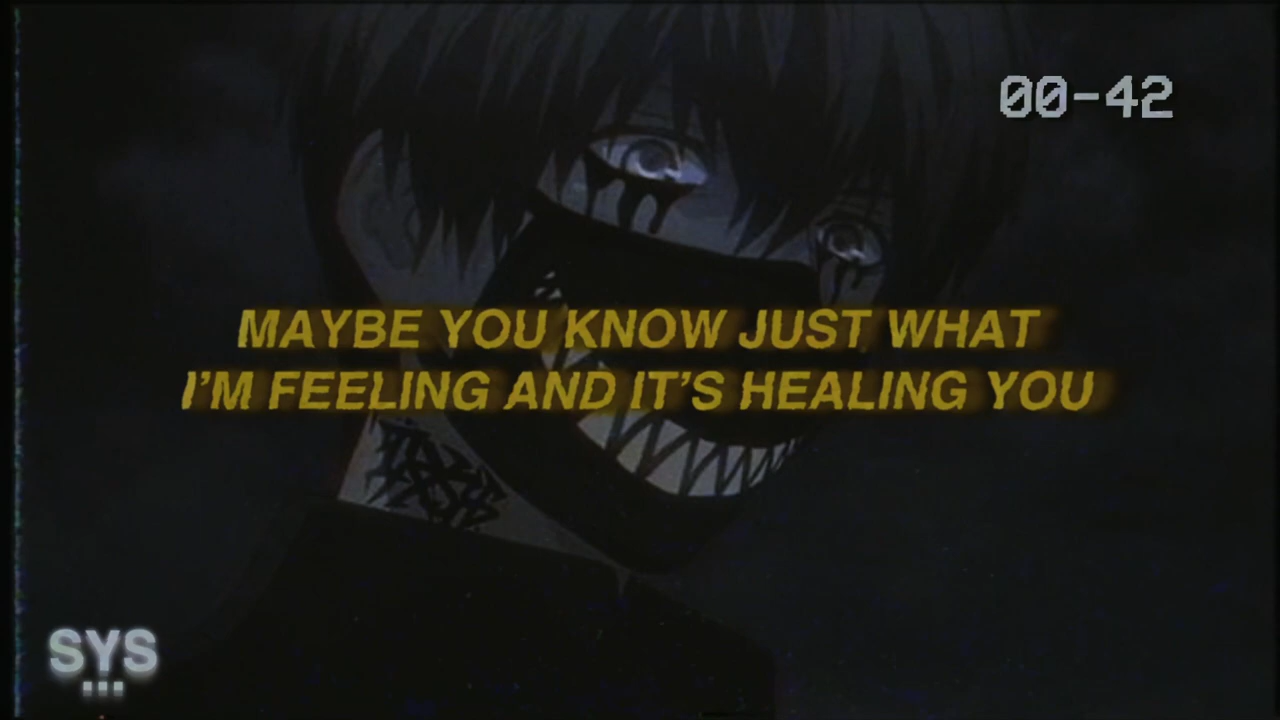 00-42
MAYBE YOU KNOW JUST WHAT
I'M FEELING AND IT'S HEALING YOU
SYS